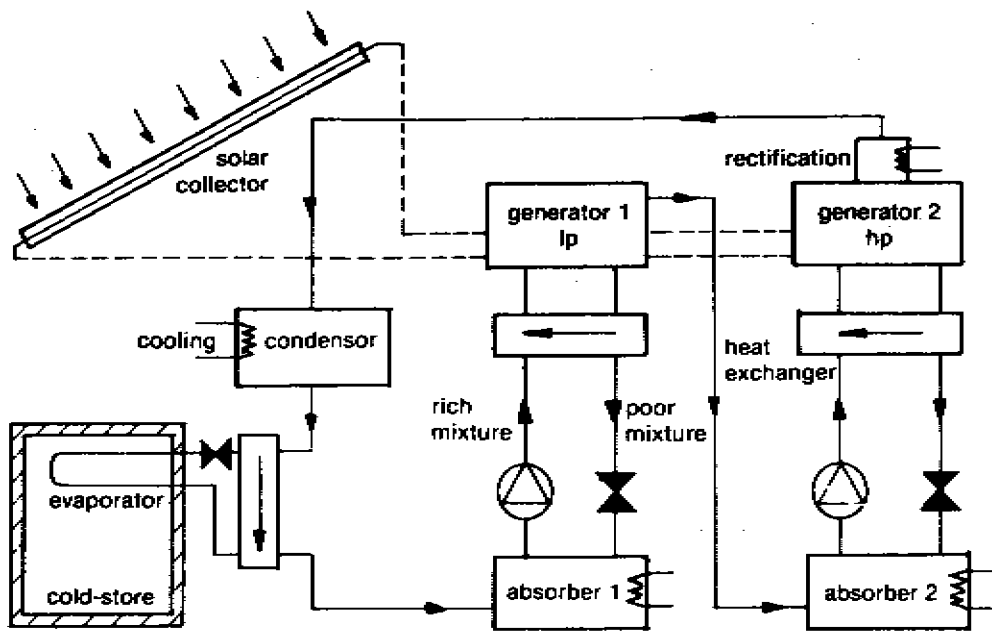 solar
collector
rectification
generator 1
lp
generator 2
hp
cooling
condensor
heat
exchanger
rich
mixture
poor
mixture
evaporator
cold-store
absorber 1
absorber 2